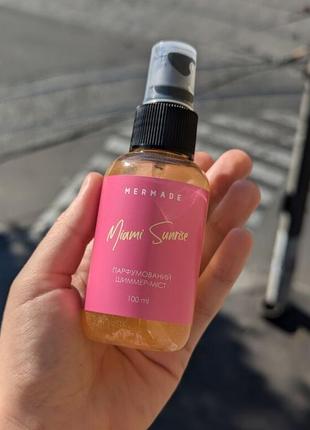 MERMADE
Miami Sunrise
ПАРФУМОВАНИЙ
ШИММЕР-МІСТ
100 ml